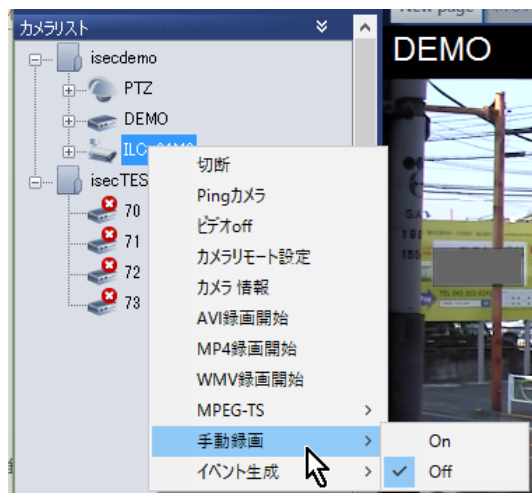 カメラリスト
New page
DEMO
isecdemo
PTZ
DEMO
isecTES
70
71
72
73
切断
Pingカメラ
ビデオoff
カメラリモート設定
カメラ 情報
AVI録画開始
MP4録画開始
WMV録画開始
MPEG-TS
手動録画
イベント生成
On
Off